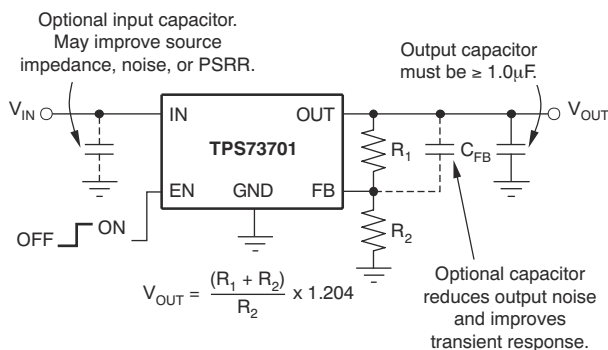 Optional input capacitor.
May improve source
impedance, noise, or PSRR.
Output capacitor
must be ≥ 1.0μF.
V_IN
IN
OUT
V_OUT
TPS73701
R_1
C_FB
EN
GND
FB
OFF
ON
R_2
V_OUT = (R_1 + R_2) / R_2 x 1.204
Optional capacitor
reduces output noise
and improves
transient response.